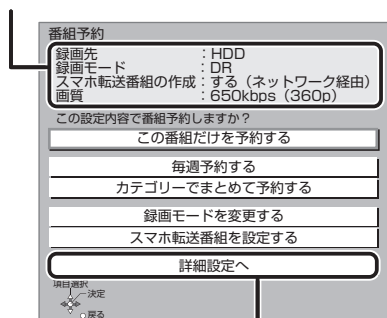 番組予約
録画先 : HDD
録画モード : DR
スマホ転送番組の作成 : する（ネットワーク経由）
画質 : 650kbps（360p）
この設定内容で番組予約しますか？
この番組だけを予約する
毎週予約する
カテゴリーでまとめて予約する
録画モードを変更する
スマホ転送番組を設定する
詳細設定へ
項目選択
決定
戻る